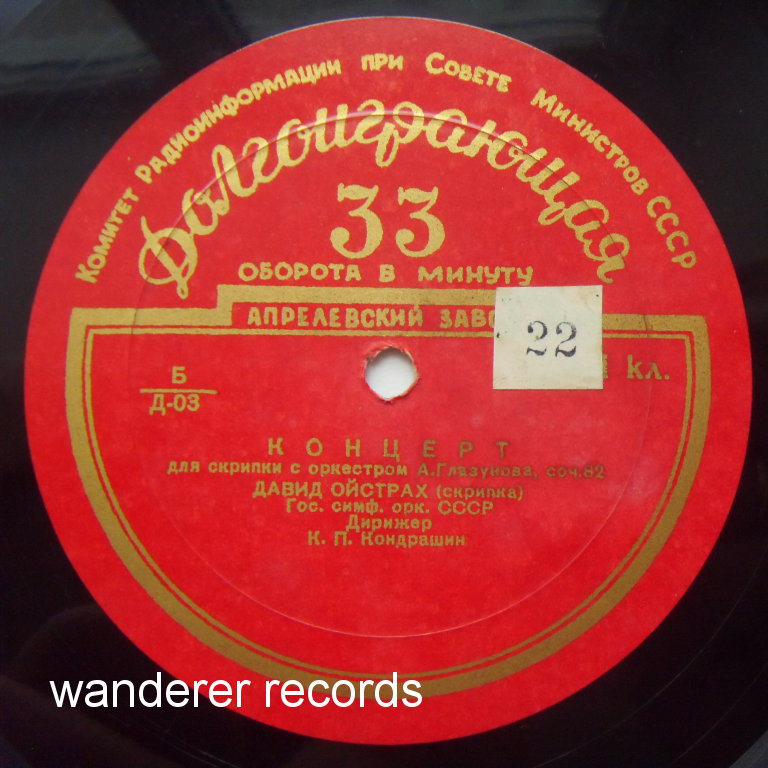 Комитет Радиоинформации при Совете Министров СССР
Долгоиграющая
33
ОБОРОТА В МИНУТУ
АПРЕЛЕВСКИЙ
22
кл.
Б
Д-03
КОНЦЕРТ
для скрипки с оркестром А.Глазунова, соч.82
ДАВИД ОЙСТРАХ (скрипка)
Гос. симф. орк. СССР
Дирижер
К. П. Кондрашин
wanderer records